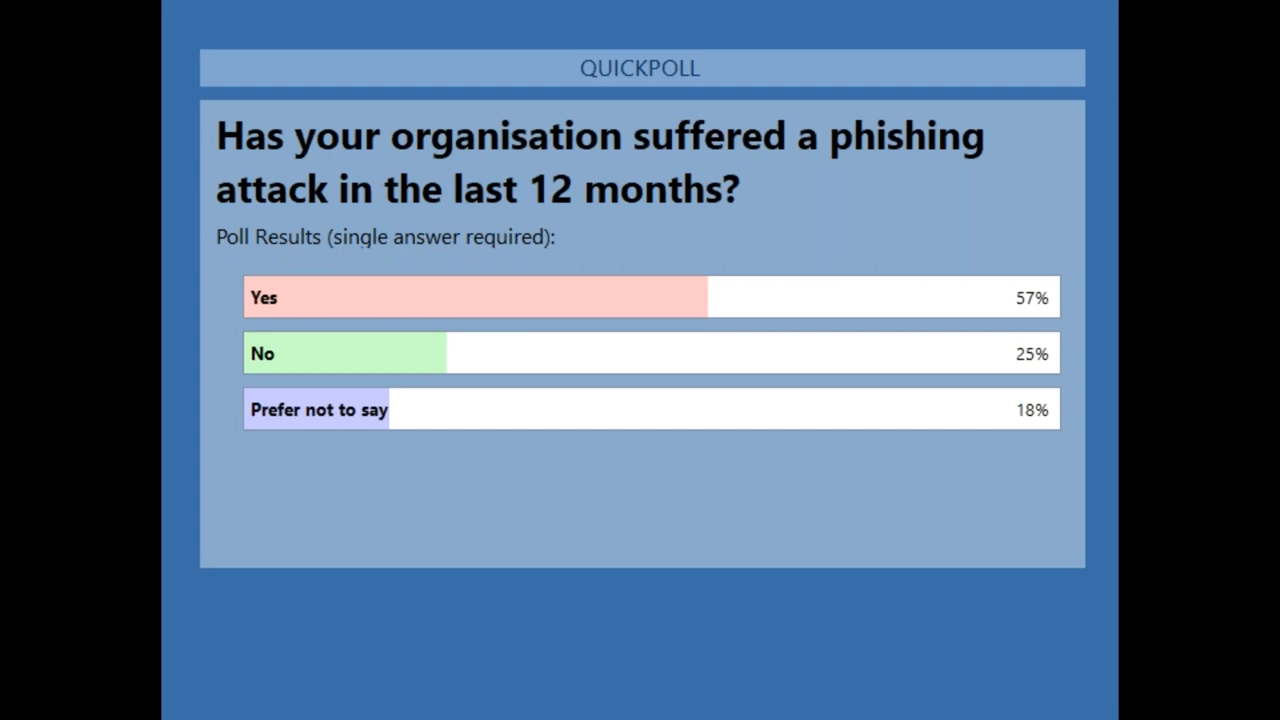 QUICKPOLL
Has your organisation suffered a phishing
attack in the last 12 months?
Poll Results (single answer required):
Yes 57%
No 25%
Prefer not to say 18%